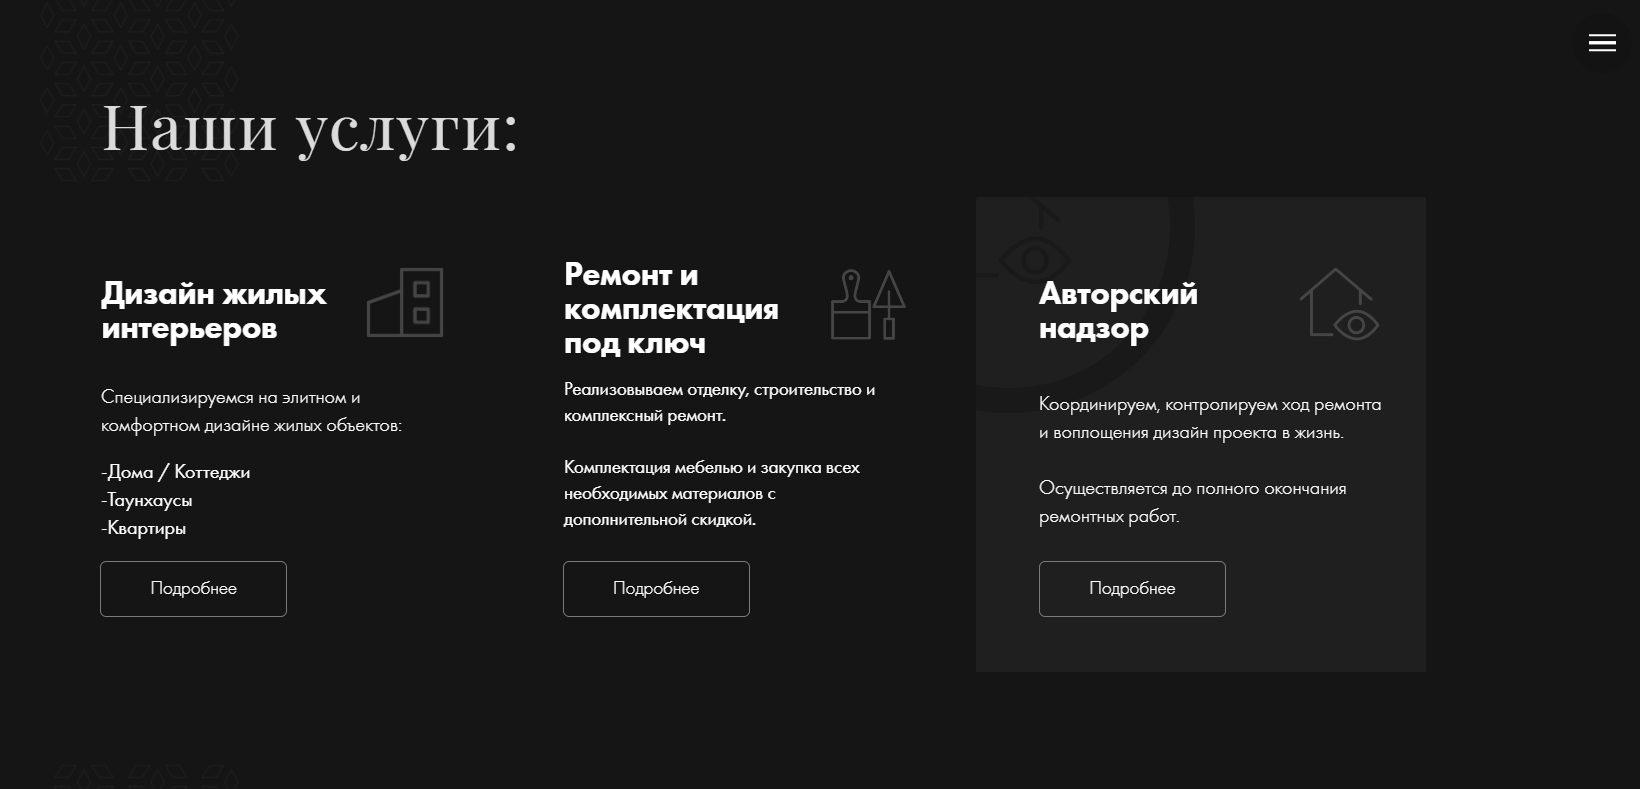 Наши услуги:
Дизайн жилых
интерьеров
Специализируемся на элитном и
комфортном дизайне жилых объектов:
-Дома / Коттеджи
-Таунхаусы
-Квартиры
Подробнее
Ремонт и
комплектация
под ключ
Реализовываем отделку, строительство и
комплексный ремонт.
Комплектация мебелью и закупка всех
необходимых материалов с
дополнительной скидкой.
Подробнее
Авторский
надзор
Координируем, контролируем ход ремонта
и воплощения дизайн проекта в жизнь.
Осуществляется до полного окончания
ремонтных работ.
Подробнее